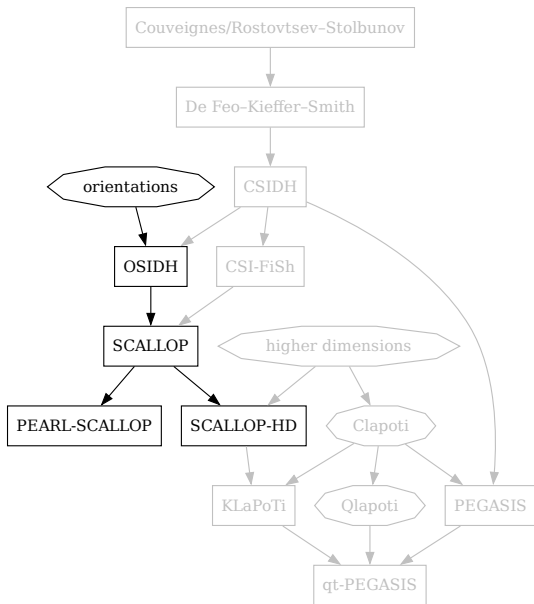 Couveignes/Rostovtsev–Stolbunov
De Feo–Kieffer–Smith
orientations
CSIDH
OSIDH
CSI-FiSh
SCALLOP
higher dimensions
PEARL-SCALLOP
SCALLOP-HD
Clapoti
KLaPoTi
Qlapoti
PEGASIS
qt-PEGASIS